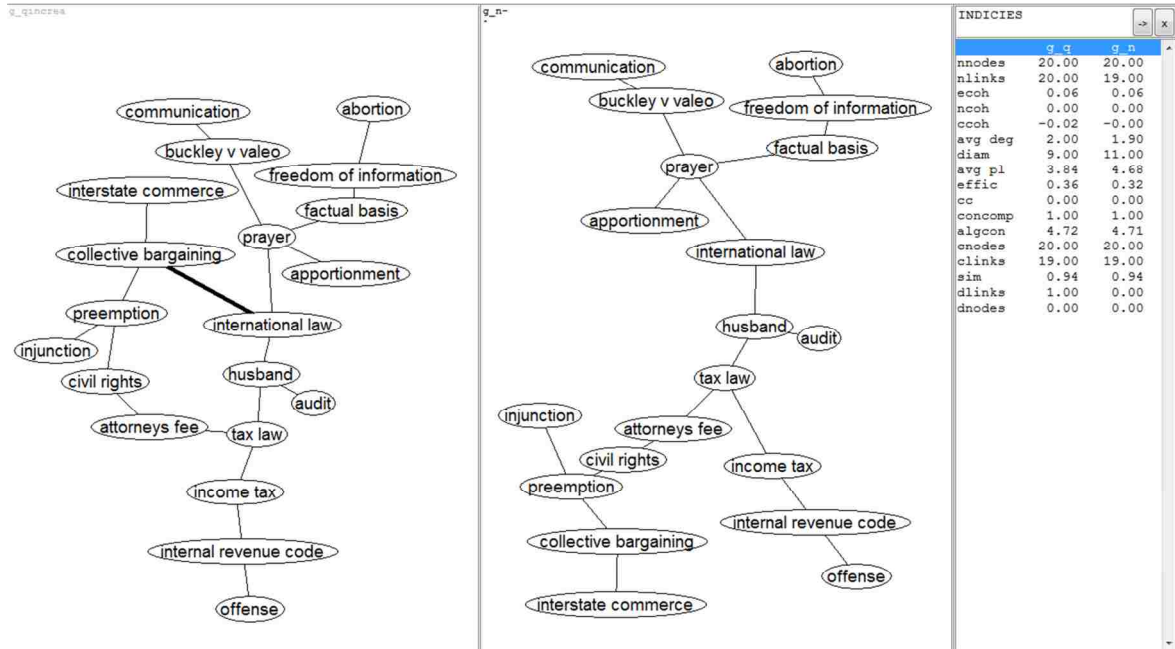 g_qincrea
communication
abortion
buckley v valeo
freedom of information
interstate commerce
factual basis
prayer
collective bargaining
apportionment
preemption
international law
injunction
husband
civil rights
audit
attorneys fee
tax law
income tax
internal revenue code
offense
g_n-
communication
abortion
buckley v valeo
freedom of information
factual basis
prayer
apportionment
international law
husband
audit
tax law
injunction
attorneys fee
civil rights
income tax
preemption
internal revenue code
collective bargaining
offense
interstate commerce
INDICIES
-> x
g_q g_n
nnodes 20.00 20.00
nlinks 20.00 19.00
ecoh 0.06 0.06
ncoh 0.00 0.00
ccoh -0.02 -0.00
avg deg 2.00 1.90
diam 9.00 11.00
avg pl 3.84 4.68
effic 0.36 0.32
cc 0.00 0.00
concomp 1.00 1.00
algcon 4.72 4.71
cnodes 20.00 20.00
clinks 19.00 19.00
sim 0.94 0.94
dlinks 1.00 0.00
dnodes 0.00 0.00